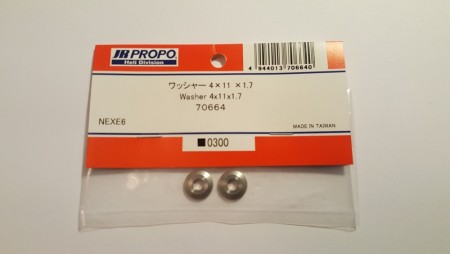 JR PROPO
Heli Division
4 944013 706640
ワッシャー 4×11 ×1.7
Washer 4x11x1.7
70664
NEXE6
MADE IN TAIWAN
■0300